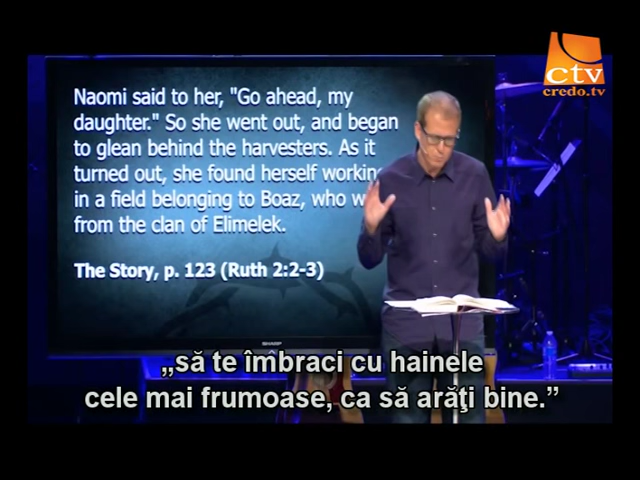 ctv
credo.tv
Naomi said to her, "Go ahead, my
daughter." So she went out, and began
to glean behind the harvesters. As it
turned out, she found herself working
in a field belonging to Boaz, who
from the clan of Elimelek.
The Story, p. 123 (Ruth 2:2-3)
SHARP
„să te îmbraci cu hainele
cele mai frumoase, ca să arăţi bine.”